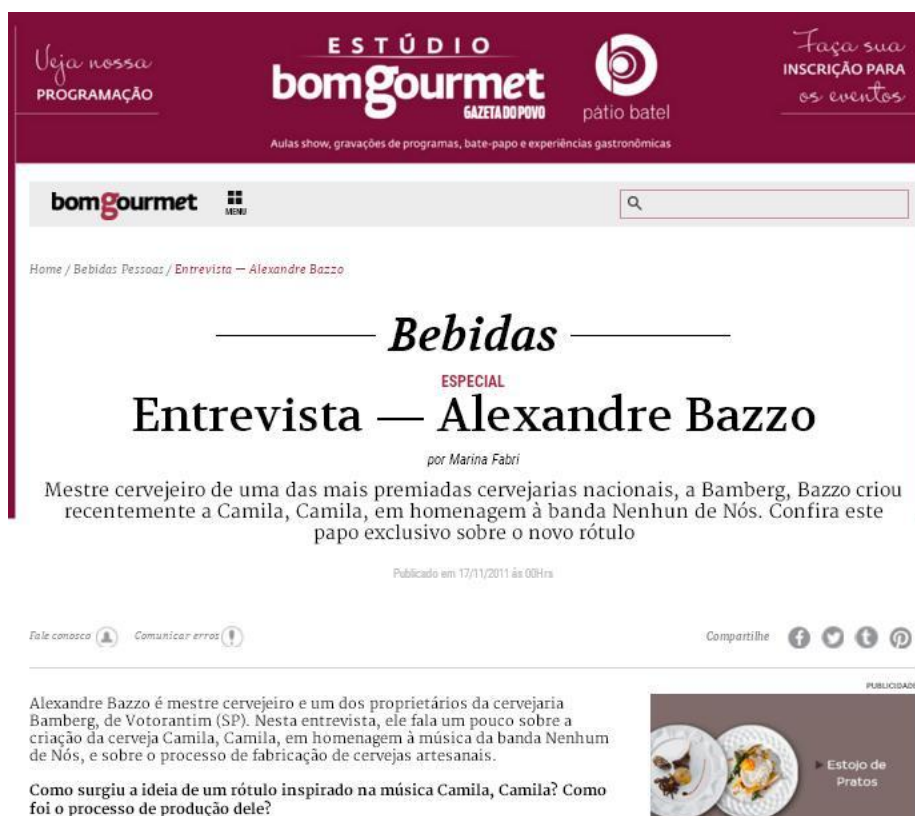 Veja nossa
PROGRAMAÇÃO
ESTÚDIO
bomgourmet
GAZETA DO POVO
pátio batel
Faça sua
INSCRIÇÃO PARA
os eventos
Aulas show, gravações de programas, bate-papo e experiências gastronômicas
bomgourmet
MENU
Home / Bebidas Pessoas / Entrevista — Alexandre Bazzo
Bebidas
ESPECIAL
Entrevista — Alexandre Bazzo
por Marina Fabri
Mestre cervejeiro de uma das mais premiadas cervejarias nacionais, a Bamberg, Bazzo criou
recentemente a Camila, Camila, em homenagem à banda Nenhun de Nós. Confira este
papo exclusivo sobre o novo rótulo
Publicado em 17/11/2011 às 00Hrs
Fale conosco
Comunicar erros
Compartilhe
PUBLICIDADE
Alexandre Bazzo é mestre cervejeiro e um dos proprietários da cervejaria
Bamberg, de Votorantim (SP). Nesta entrevista, ele fala um pouco sobre a
criação da cerveja Camila, Camila, em homenagem à música da banda Nenhum
de Nós, e sobre o processo de fabricação de cervejas artesanais.
Como surgiu a ideia de um rótulo inspirado na música Camila, Camila? Como
foi o processo de produção dele?
Estojo de
Pratos